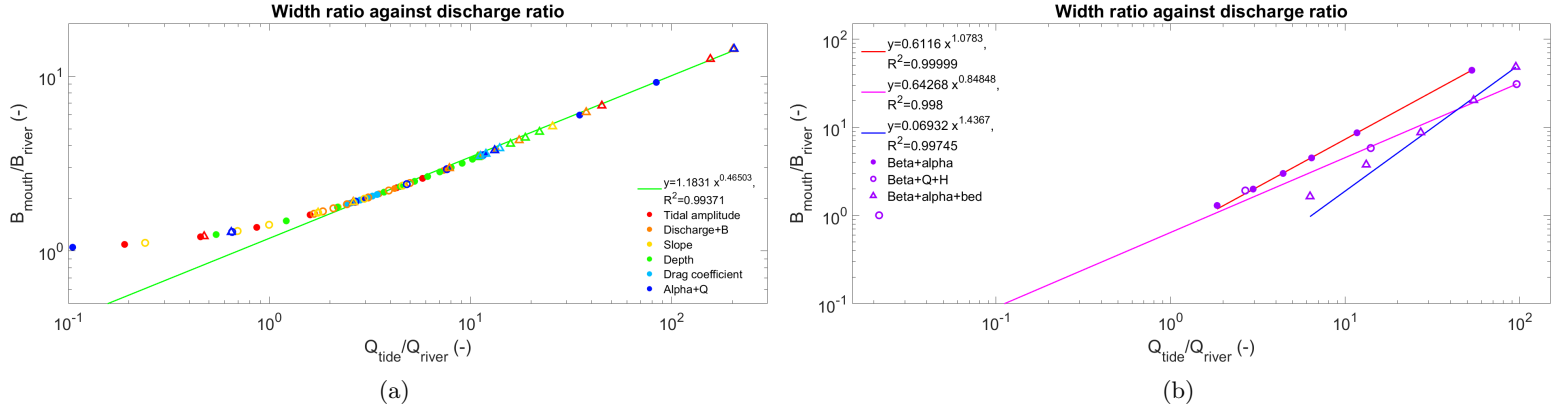 Width ratio against discharge ratio
B_mouth/B_river (-)
10^1
10^0
y=1.1831 x^0.46503,
R^2=0.99371
Tidal amplitude
Discharge+B
Slope
Depth
Drag coefficient
Alpha+Q
10^-1 10^0 10^1 10^2
Q_tide/Q_river (-)
(a)
Width ratio against discharge ratio
B_mouth/B_river (-)
10^2
10^1
10^0
10^-1
y=0.6116 x^1.0783,
R^2=0.99999
y=0.64268 x^0.84848,
R^2=0.998
y=0.06932 x^1.4367,
R^2=0.99745
Beta+alpha
Beta+Q+H
Beta+alpha+bed
10^-1 10^0 10^1 10^2
Q_tide/Q_river (-)
(b)